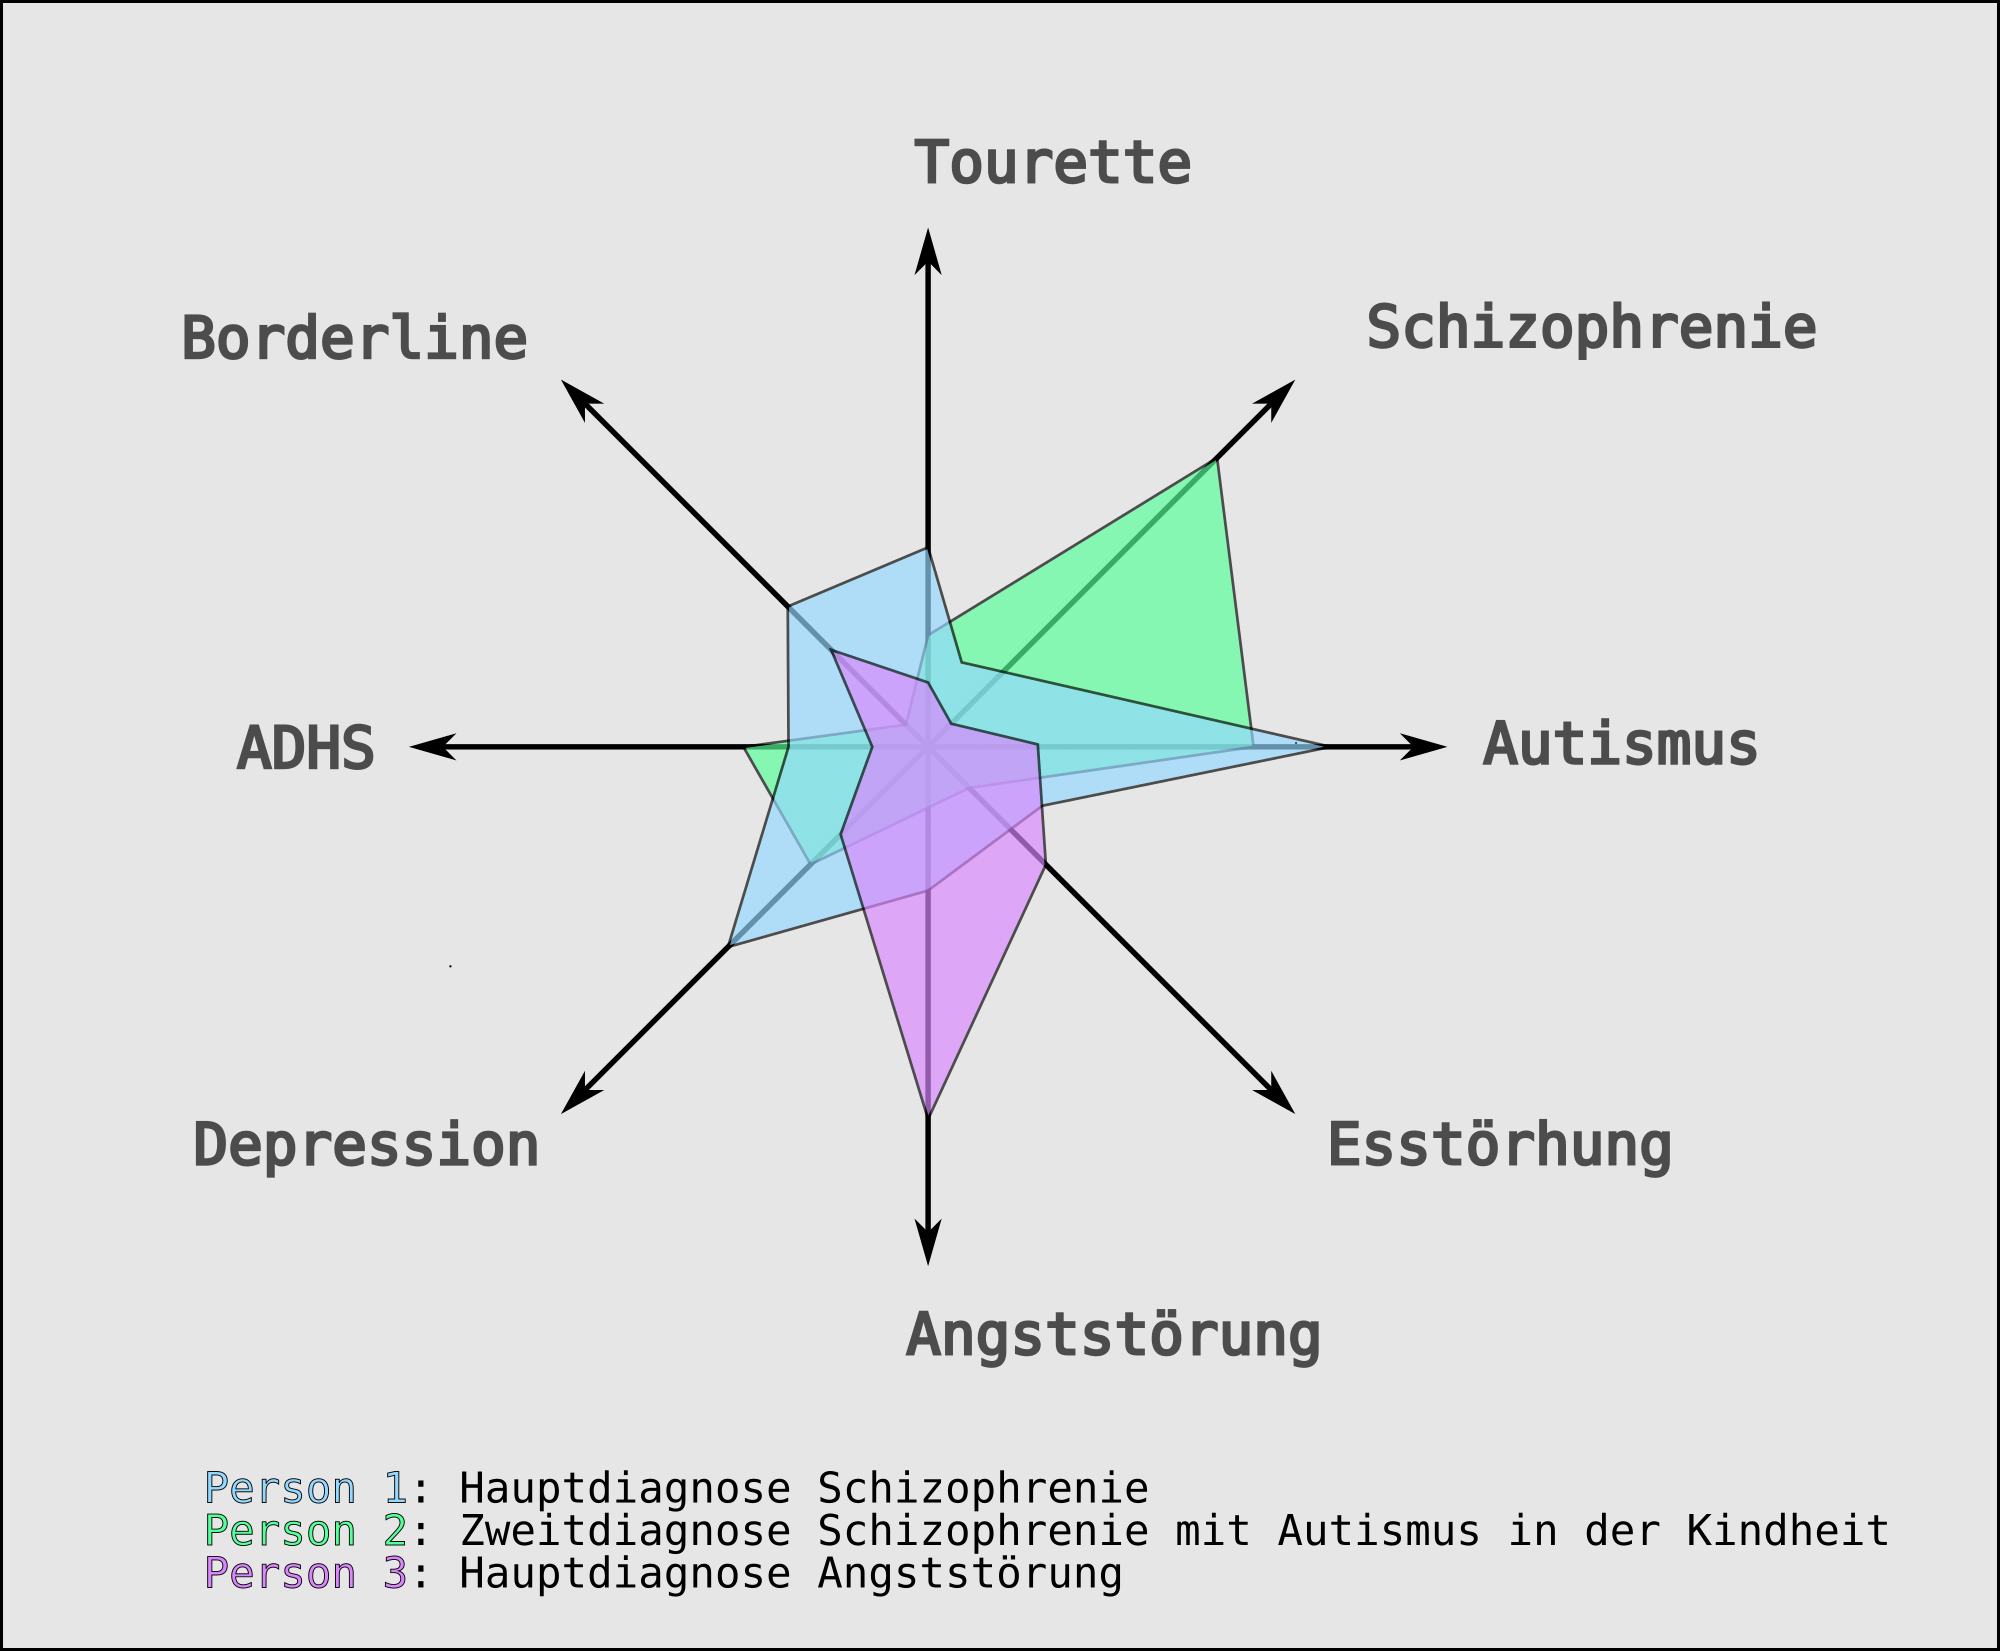 Tourette
Borderline
Schizophrenie
ADHS
Autismus
Depression
Esstörhung
Angststörung
Person 1: Hauptdiagnose Schizophrenie
Person 2: Zweitdiagnose Schizophrenie mit Autismus in der Kindheit
Person 3: Hauptdiagnose Angststörung